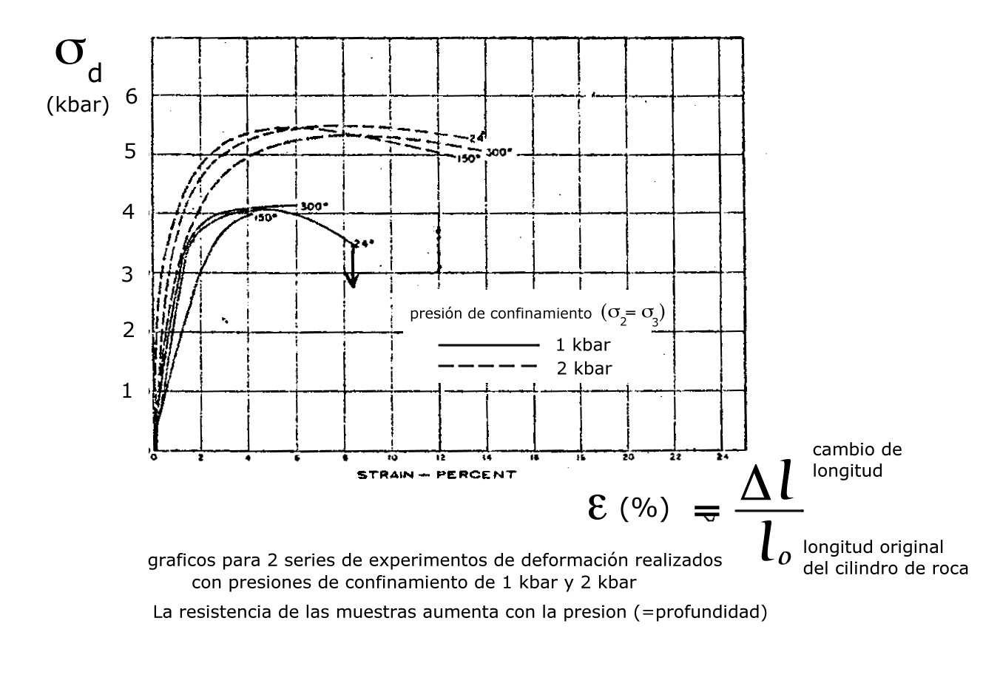 σd
(kbar)
6
5
4
3
2
1
24°
300°
150°
300°
150°
24°
presión de confinamiento (σ2= σ3)
1 kbar
2 kbar
0 2 4 6 8 10 12 14 16 18 20 22 24
STRAIN — PERCENT
ε (%) = Δl
lo
cambio de
longitud
longitud original
del cilindro de roca
graficos para 2 series de experimentos de deformación realizados
con presiones de confinamiento de 1 kbar y 2 kbar
La resistencia de las muestras aumenta con la presion (=profundidad)